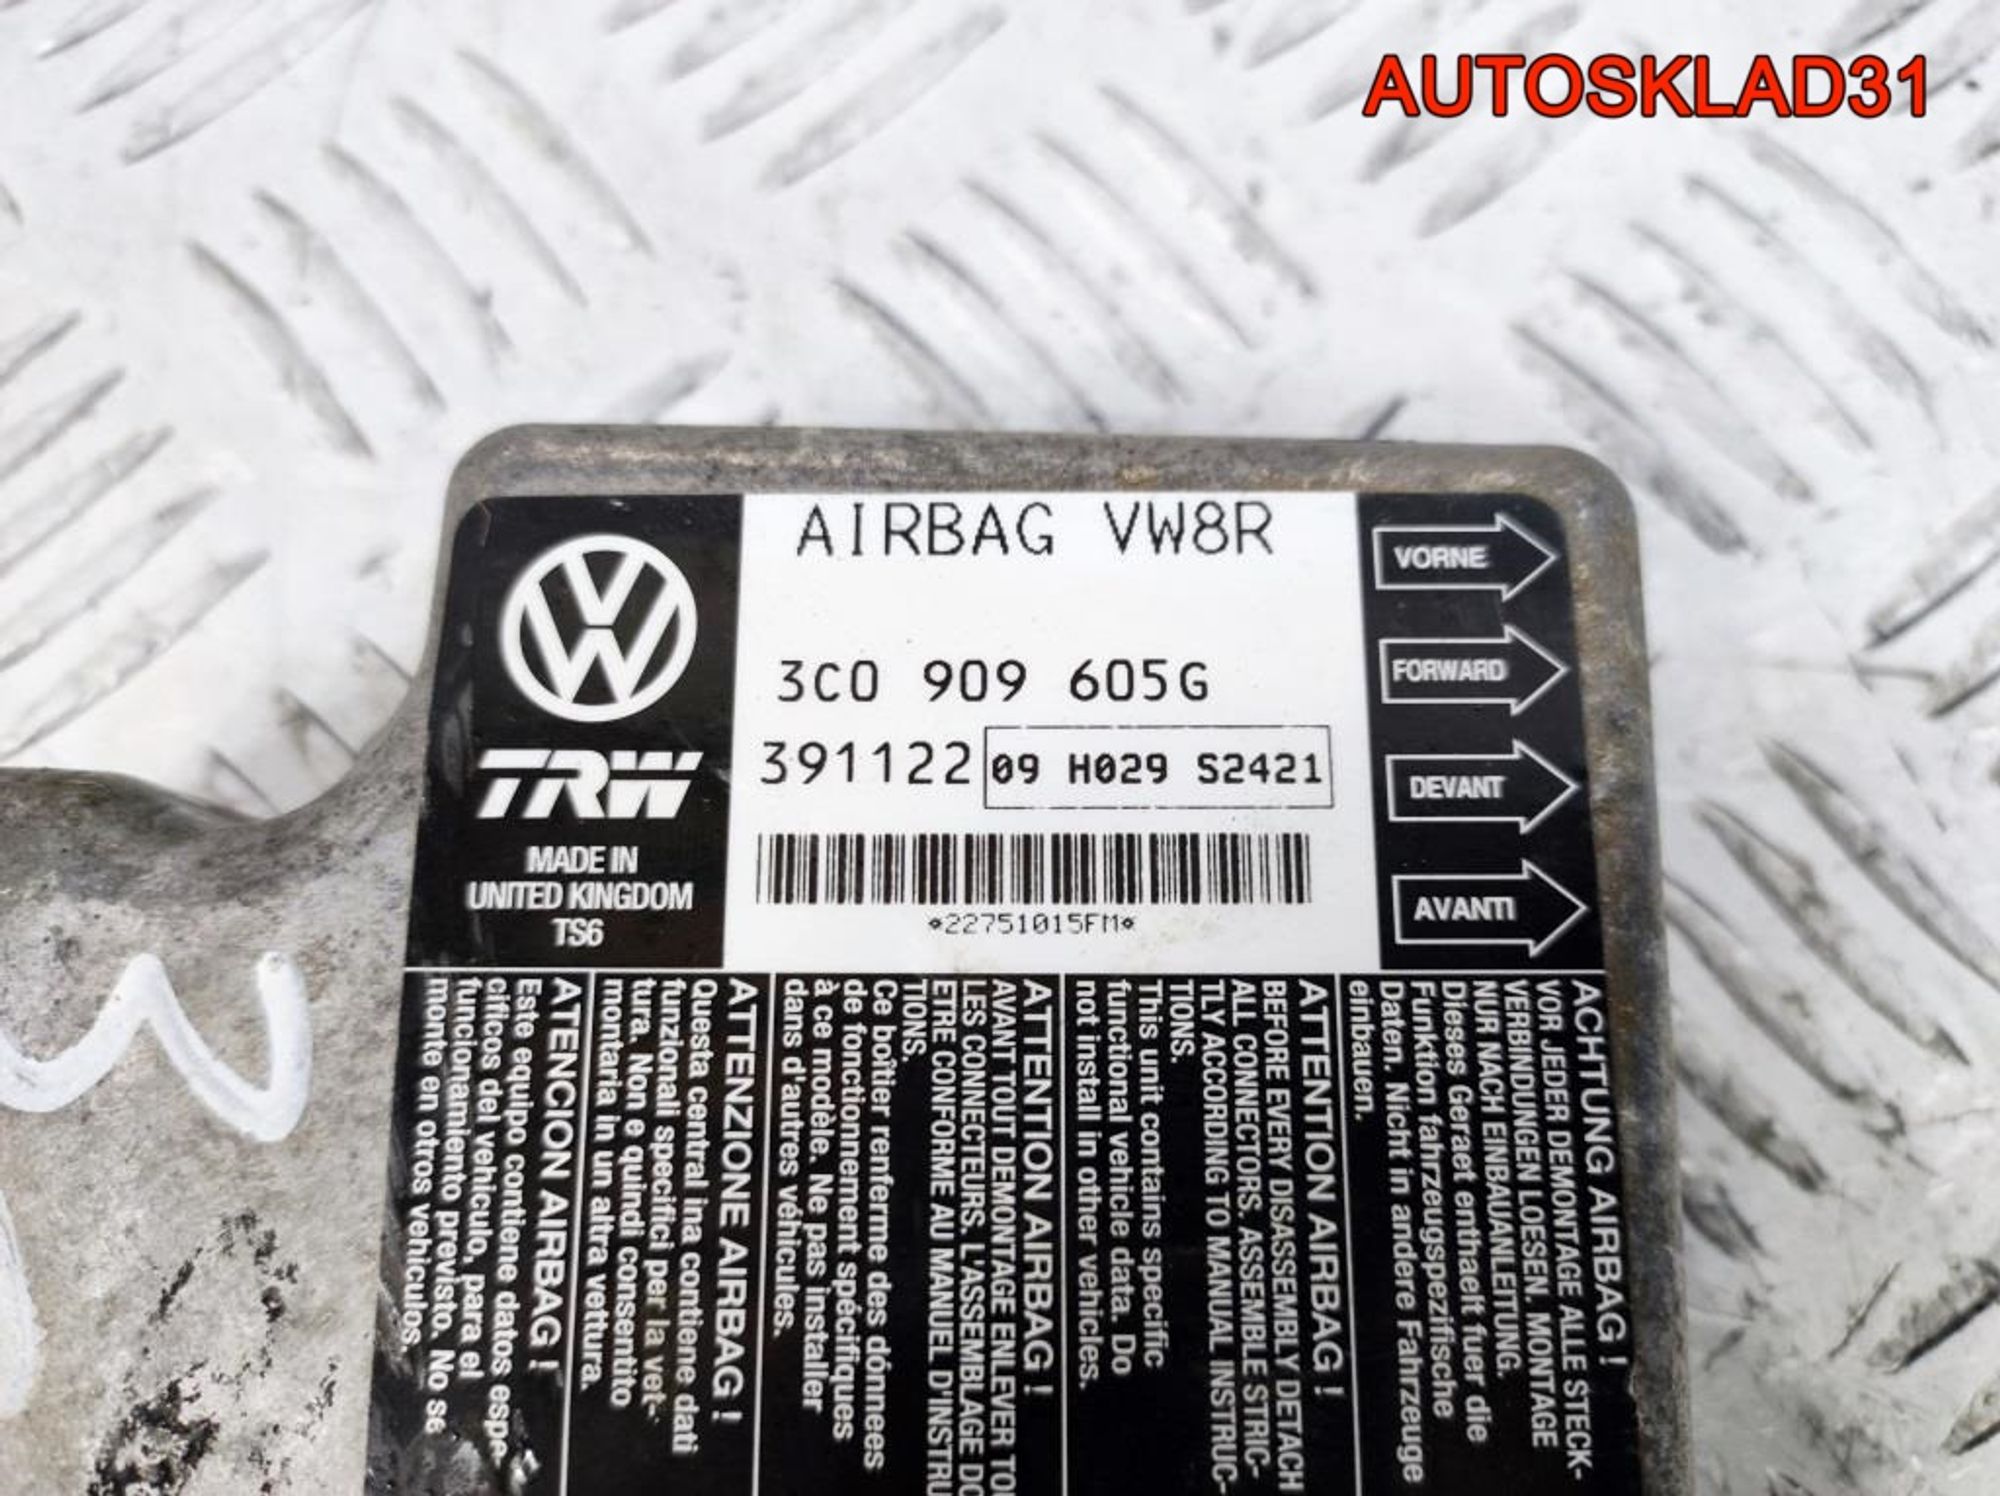 AUTOSKLAD31
AIRBAG VW8R
3C0 909 605G
391122 09 H029 S2421
*22751015FM*
TRW
MADE IN
UNITED KINGDOM
TS6
VORNE
FORWARD
DEVANT
AVANTI
ACHTUNG AIRBAG !
VOR JEDER DEMONTAGE ALLE STECK-
VERBINDUNGEN LOESEN. MONTAGE
NUR NACH EINBAUANLEITUNG.
Dieses Geraet enthaelt fuer die
Funktion fahrzeugspezifische
Daten. Nicht in andere Fahrzeuge
einbauen.
ATTENTION AIRBAG !
BEFORE EVERY DISASSEMBLY DETACH
ALL CONNECTORS. ASSEMBLE STRIC-
TLY ACCORDING TO MANUAL INSTRUC-
TIONS.
This unit contains specific
functional vehicle data. Do
not install in other vehicles.
ATTENTION AIRBAG !
AVANT TOUT DEMONTAGE ENLEVER TOU
LES CONNECTEURS. L'ASSEMBLAGE DO
ETRE CONFORME AU MANUEL D'INSTRU
TIONS.
Ce boîtier renferme des dónnees
de fonctionnement spécifiques
à ce modèle. Ne pas installer
dans d'autres véhicules.
ATTENZIONE AIRBAG !
Questa central ina contiene dati
funzionali specifici per la vet-
tura. Non e quindi consentito
montaria in un altra vettura.
ATENCION AIRBAG !
Este equipo contiene datos espe-
cificos del vehiculo, para el
funcionamiento previsto. No se
monte en otros vehiculos.